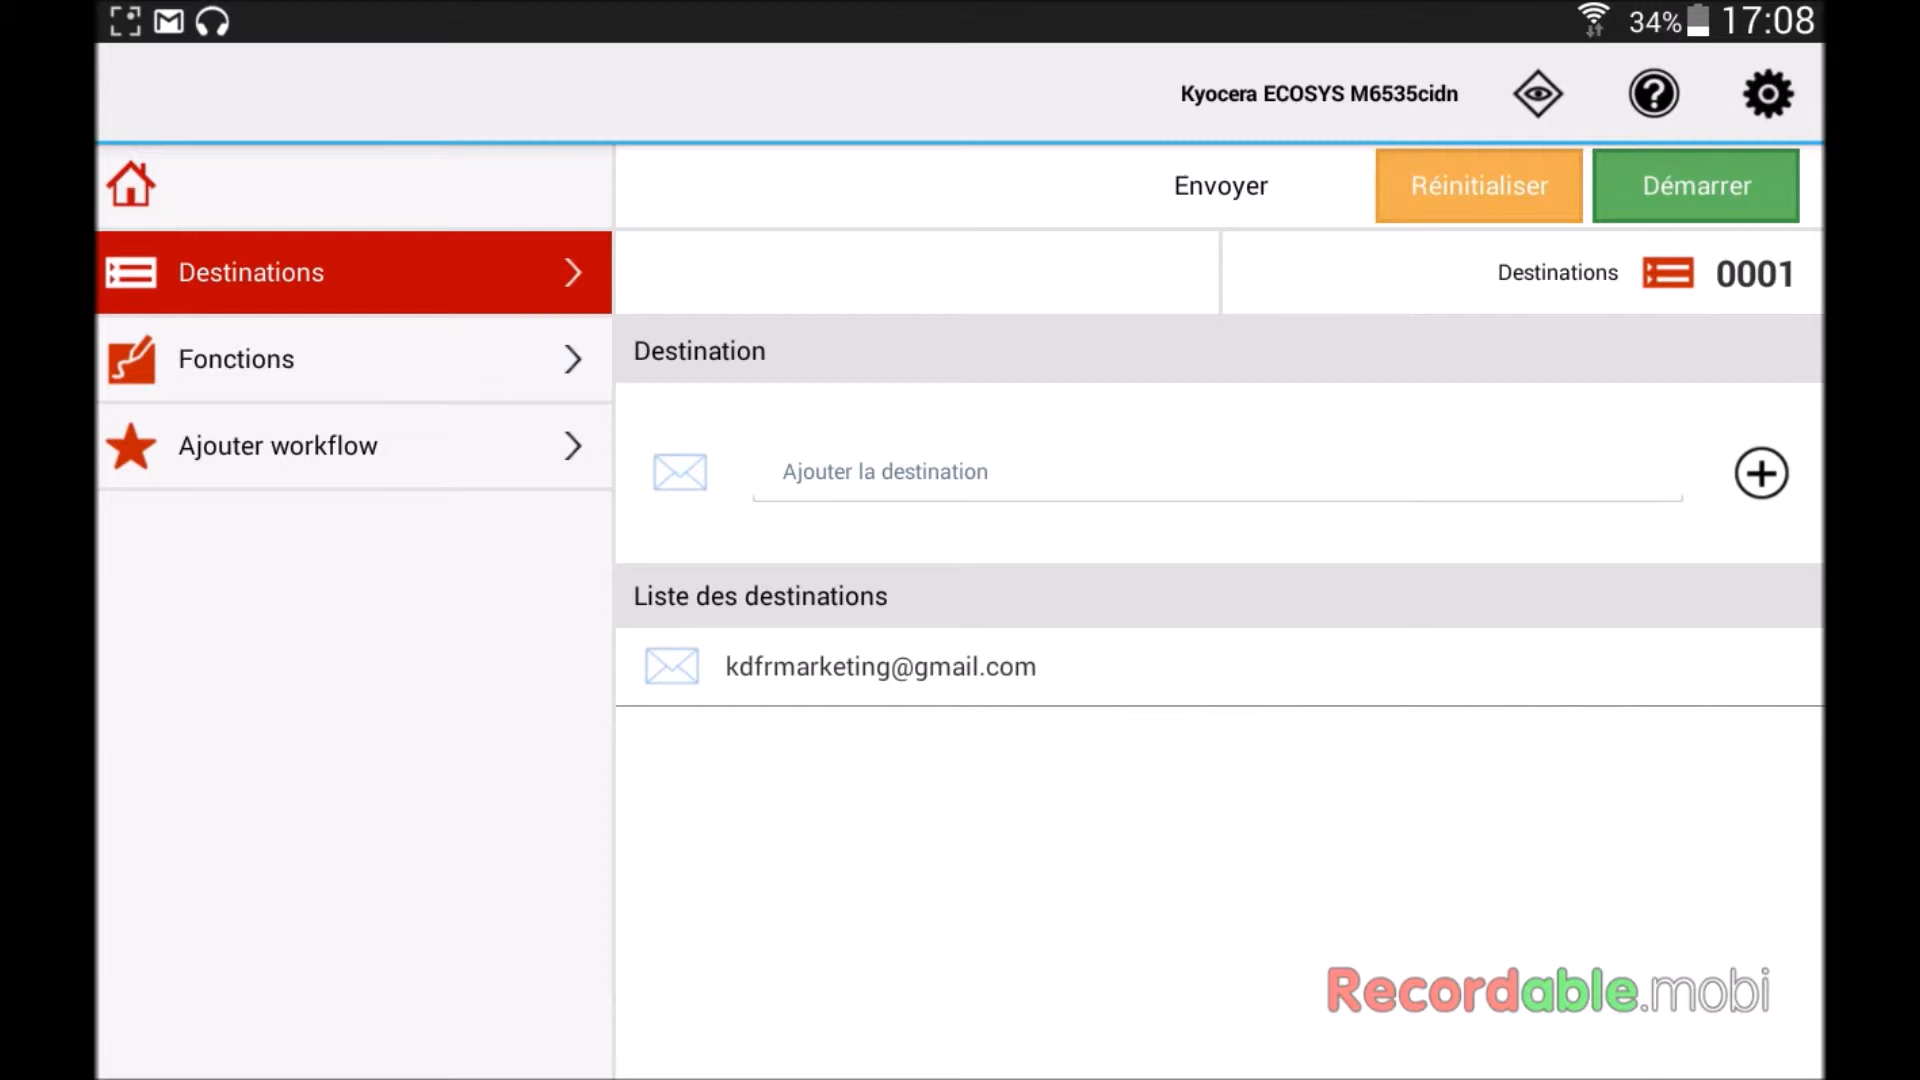 34% 17:08
Kyocera ECOSYS M6535cidn
Envoyer
Réinitialiser
Démarrer
Destinations
Destinations 0001
Fonctions
Destination
Ajouter workflow
Ajouter la destination
Liste des destinations
kdfrmarketing@gmail.com
Recordable.mobi